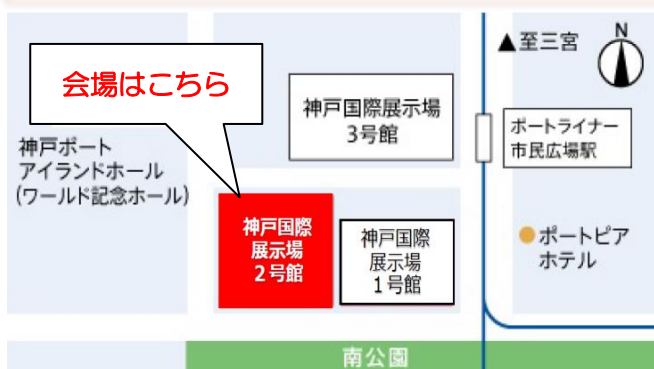 ▲至三宮
N
会場はこちら
神戸国際展示場
3号館
ポートライナー
市民広場駅
神戸ポート
アイランドホール
(ワールド記念ホール)
神戸国際
展示場
2号館
神戸国際
展示場
1号館
ポートピア
ホテル
南公園